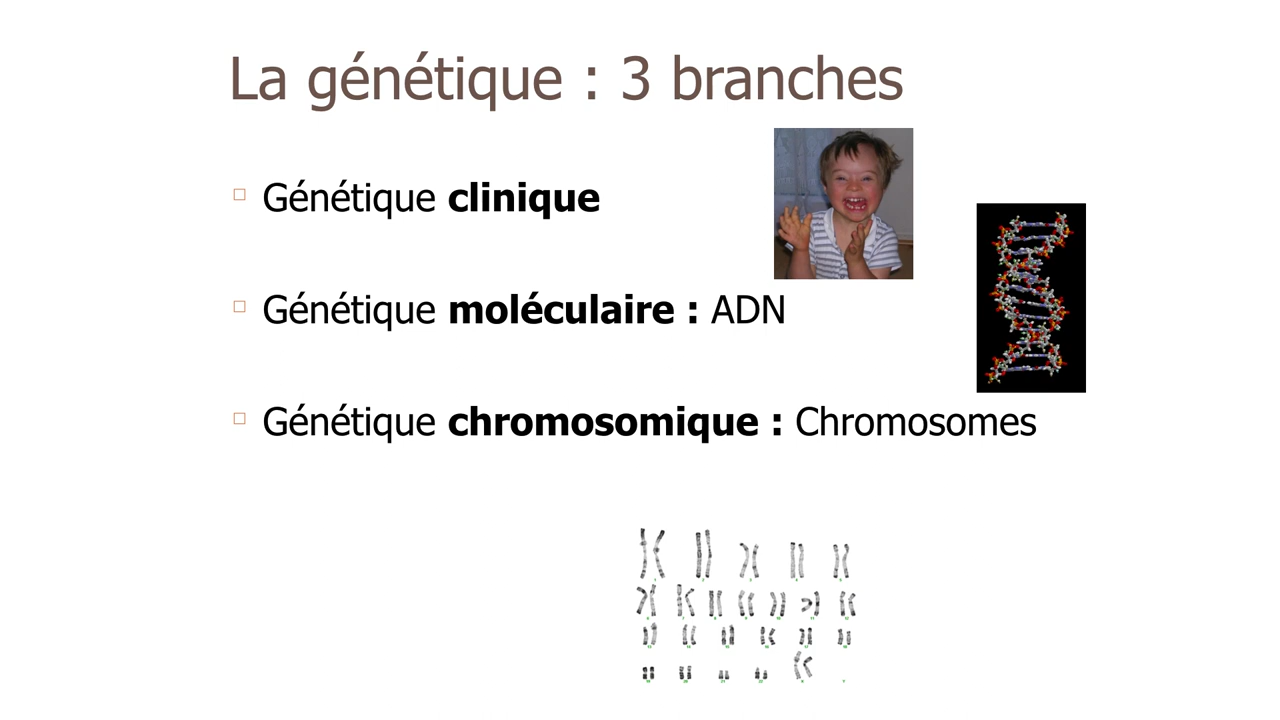 La génétique : 3 branches
Génétique clinique
Génétique moléculaire : ADN
Génétique chromosomique : Chromosomes